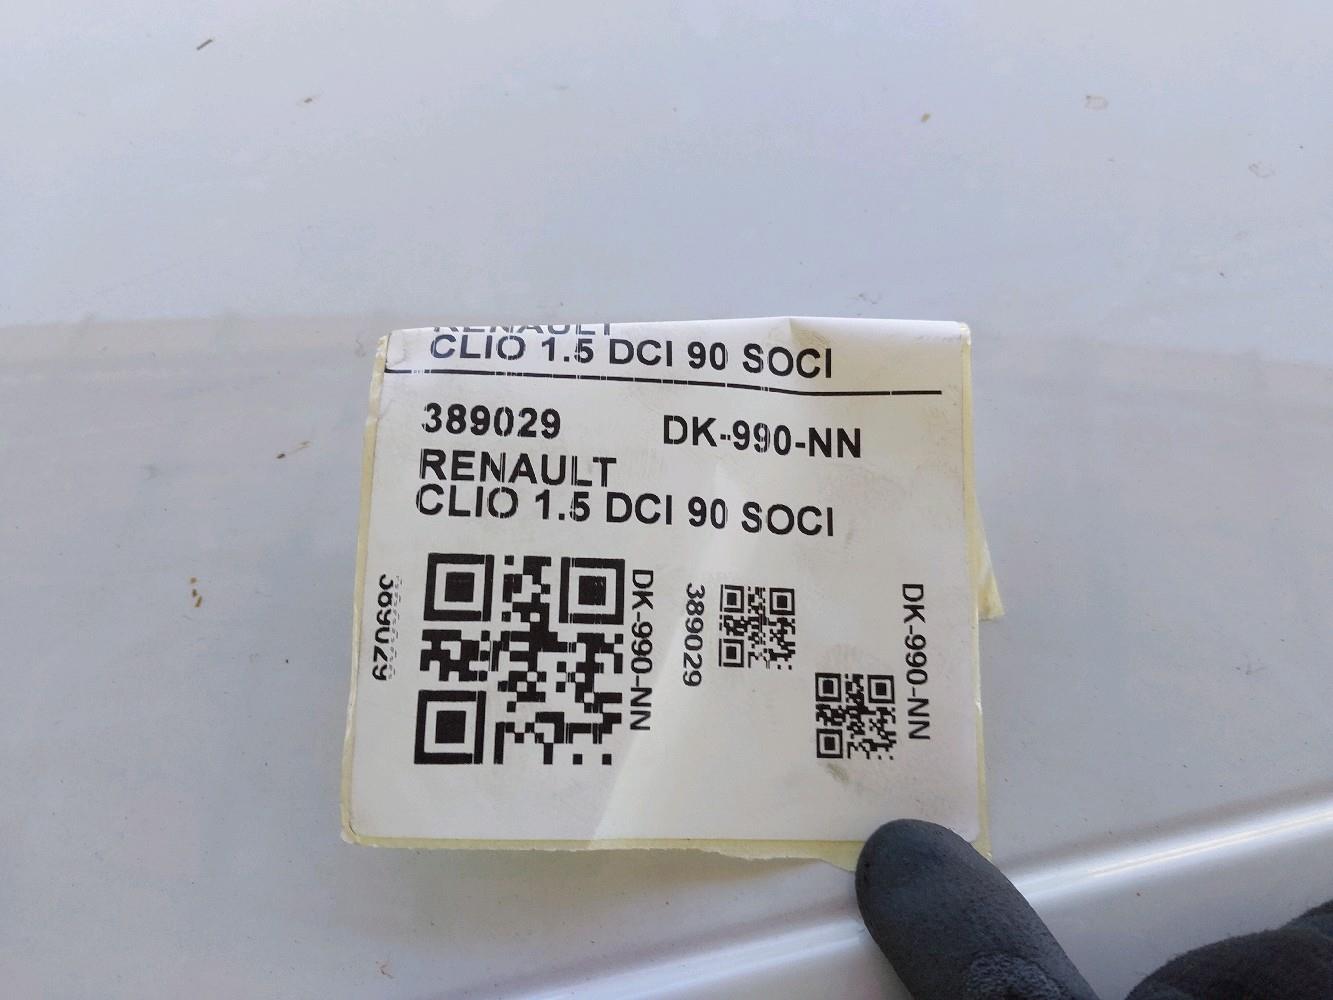 RENAULT
CLIO 1.5 DCI 90 SOCI
389029 DK-990-NN
RENAULT
CLIO 1.5 DCI 90 SOCI
389029
DK-990-NN
389029
DK-990-NN